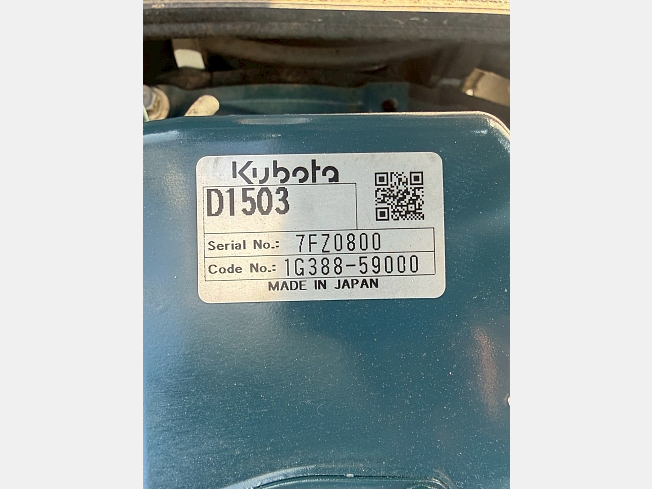 Kubota
D1503
Serial No.: 7FZ0800
Code No.: 1G388-59000
MADE IN JAPAN